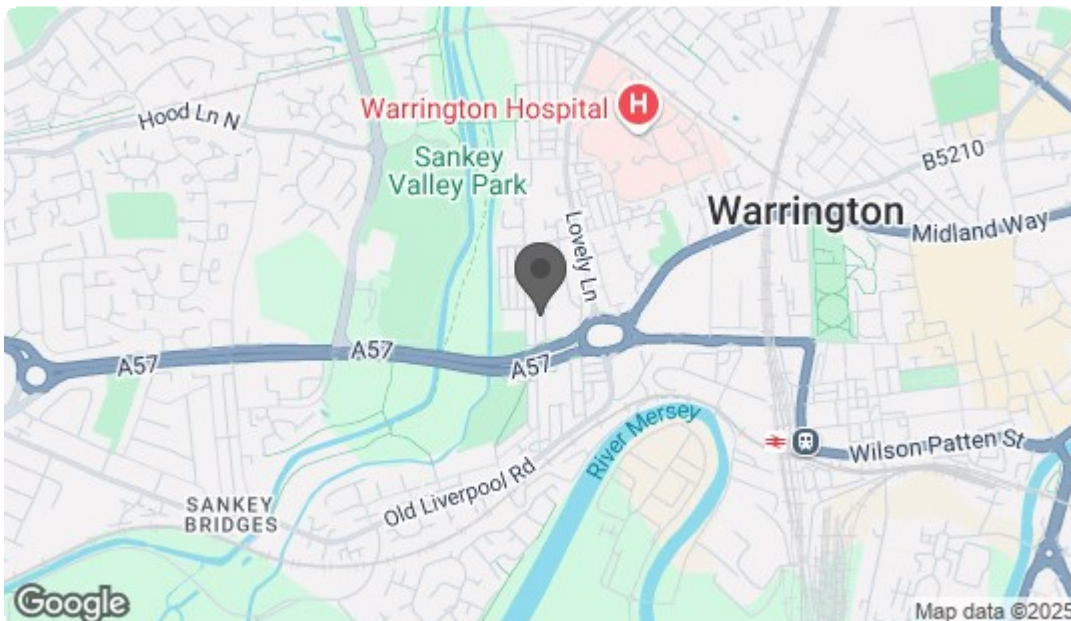 Hood Ln N
Warrington Hospital
H
Sankey
Valley Park
B5210
Warrington
Midland Way
Lovely Ln
A57
A57
A57
River Mersey
Wilson Patten St
Old Liverpool Rd
SANKEY
BRIDGES
Google
Map data ©2025